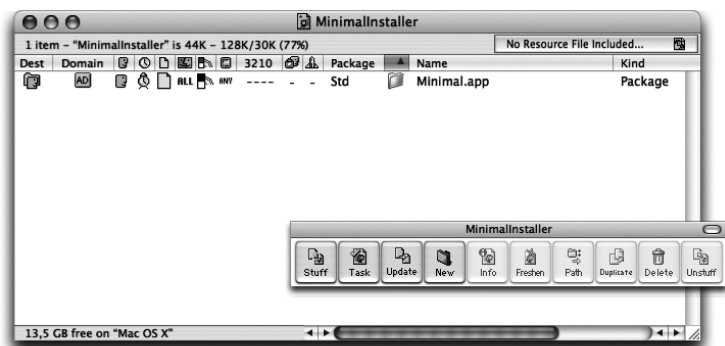 MinimalInstaller
1 item – "MinimalInstaller" is 44K – 128K/30K (77%)
No Resource File Included...
Dest Domain 3210 Package Name Kind
AD ALL ANY ---- - - Std Minimal.app Package
MinimalInstaller
Stuff Task Update New Info Freshen Path Duplicate Delete Unstuff
13,5 GB free on "Mac OS X"